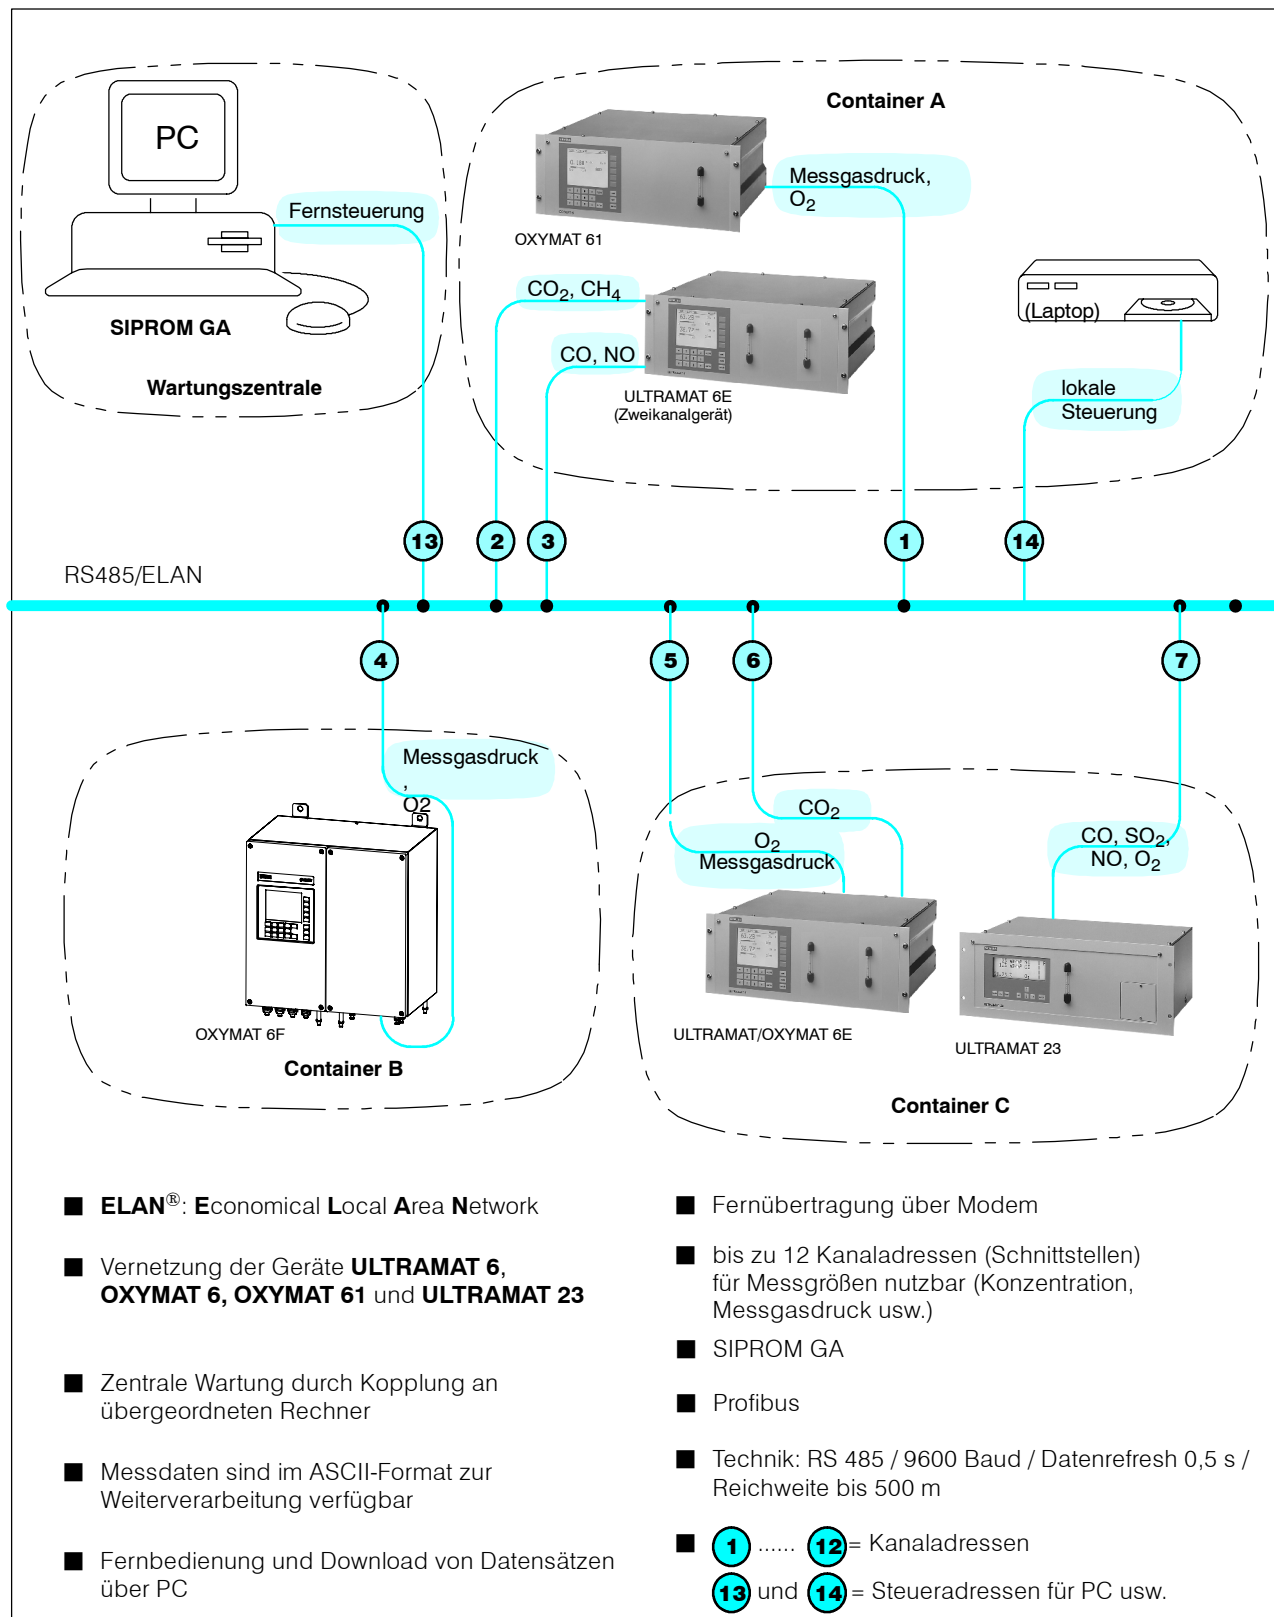 PC
Fernsteuerung
SIPROM GA
Wartungszentrale
Container A
Messgasdruck,
O2
OXYMAT 61
CO2, CH4
CO, NO
ULTRAMAT 6E
(Zweikanalgerät)
(Laptop)
lokale
Steuerung
13
2
3
1
14
RS485/ELAN
4
5
6
7
Messgasdruck
,
O2
OXYMAT 6F
Container B
CO2
O2
Messgasdruck
CO, SO2,
NO, O2
ULTRAMAT/OXYMAT 6E
ULTRAMAT 23
Container C
■ ELAN®: Economical Local Area Network
■ Vernetzung der Geräte ULTRAMAT 6,
OXYMAT 6, OXYMAT 61 und ULTRAMAT 23
■ Zentrale Wartung durch Kopplung an
übergeordneten Rechner
■ Messdaten sind im ASCII-Format zur
Weiterverarbeitung verfügbar
■ Fernbedienung und Download von Datensätzen
über PC
■ Fernübertragung über Modem
■ bis zu 12 Kanaladressen (Schnittstellen)
für Messgrößen nutzbar (Konzentration,
Messgasdruck usw.)
■ SIPROM GA
■ Profibus
■ Technik: RS 485 / 9600 Baud / Datenrefresh 0,5 s /
Reichweite bis 500 m
■ 1 ...... 12 = Kanaladressen
13 und 14 = Steueradressen für PC usw.